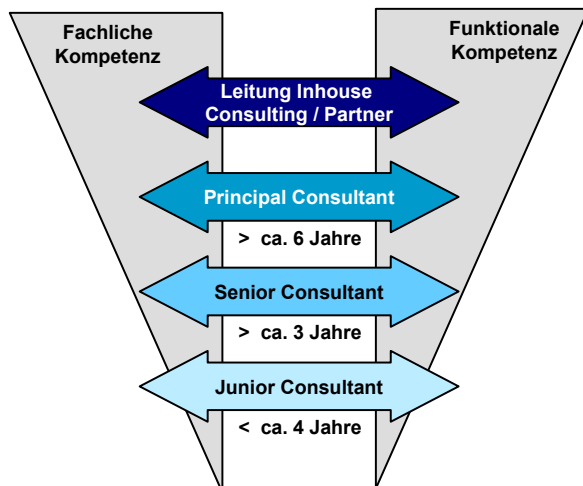 Fachliche
Kompetenz
Funktionale
Kompetenz
Leitung Inhouse
Consulting / Partner
Principal Consultant
> ca. 6 Jahre
Senior Consultant
> ca. 3 Jahre
Junior Consultant
< ca. 4 Jahre